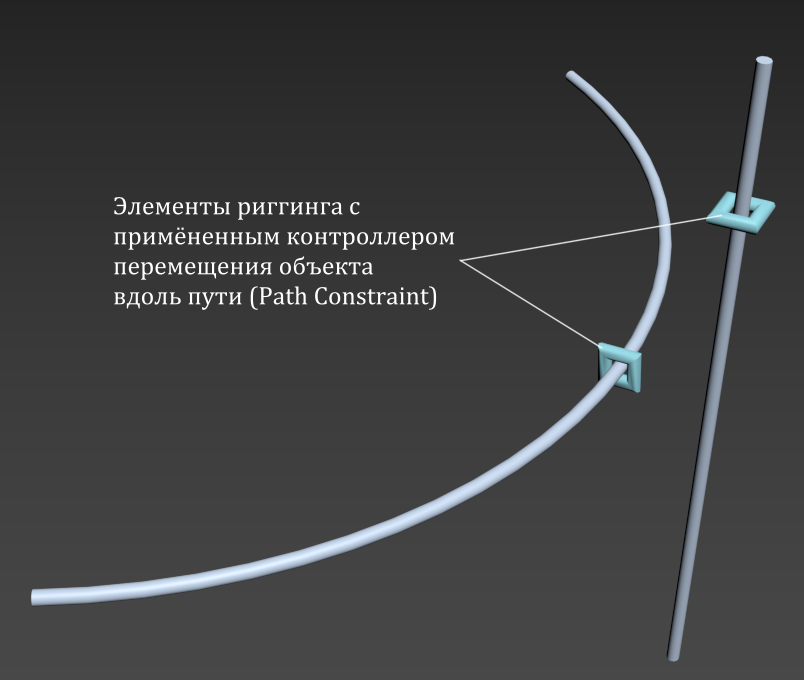 Элементы риггинга с
примёненным контроллером
перемещения объекта
вдоль пути (Path Constraint)